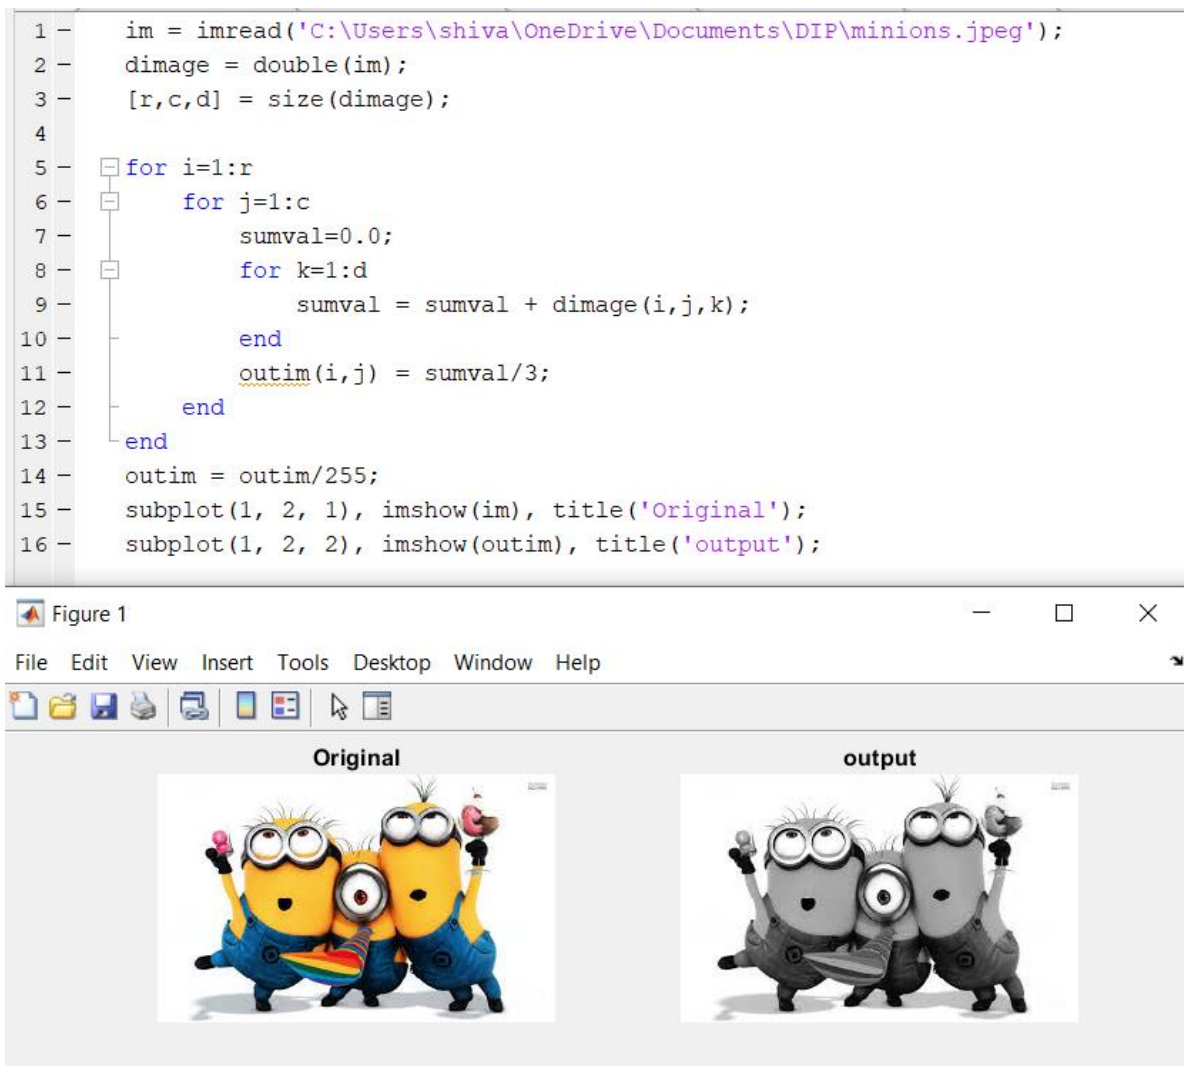 1 - im = imread('C:\Users\shiva\OneDrive\Documents\DIP\minions.jpeg');
2 - dimage = double(im);
3 - [r,c,d] = size(dimage);
4
5 - for i=1:r
6 - for j=1:c
7 - sumval=0.0;
8 - for k=1:d
9 - sumval = sumval + dimage(i,j,k);
10 - end
11 - outim(i,j) = sumval/3;
12 - end
13 - end
14 - outim = outim/255;
15 - subplot(1, 2, 1), imshow(im), title('Original');
16 - subplot(1, 2, 2), imshow(outim), title('output');
Figure 1
File Edit View Insert Tools Desktop Window Help
Original output